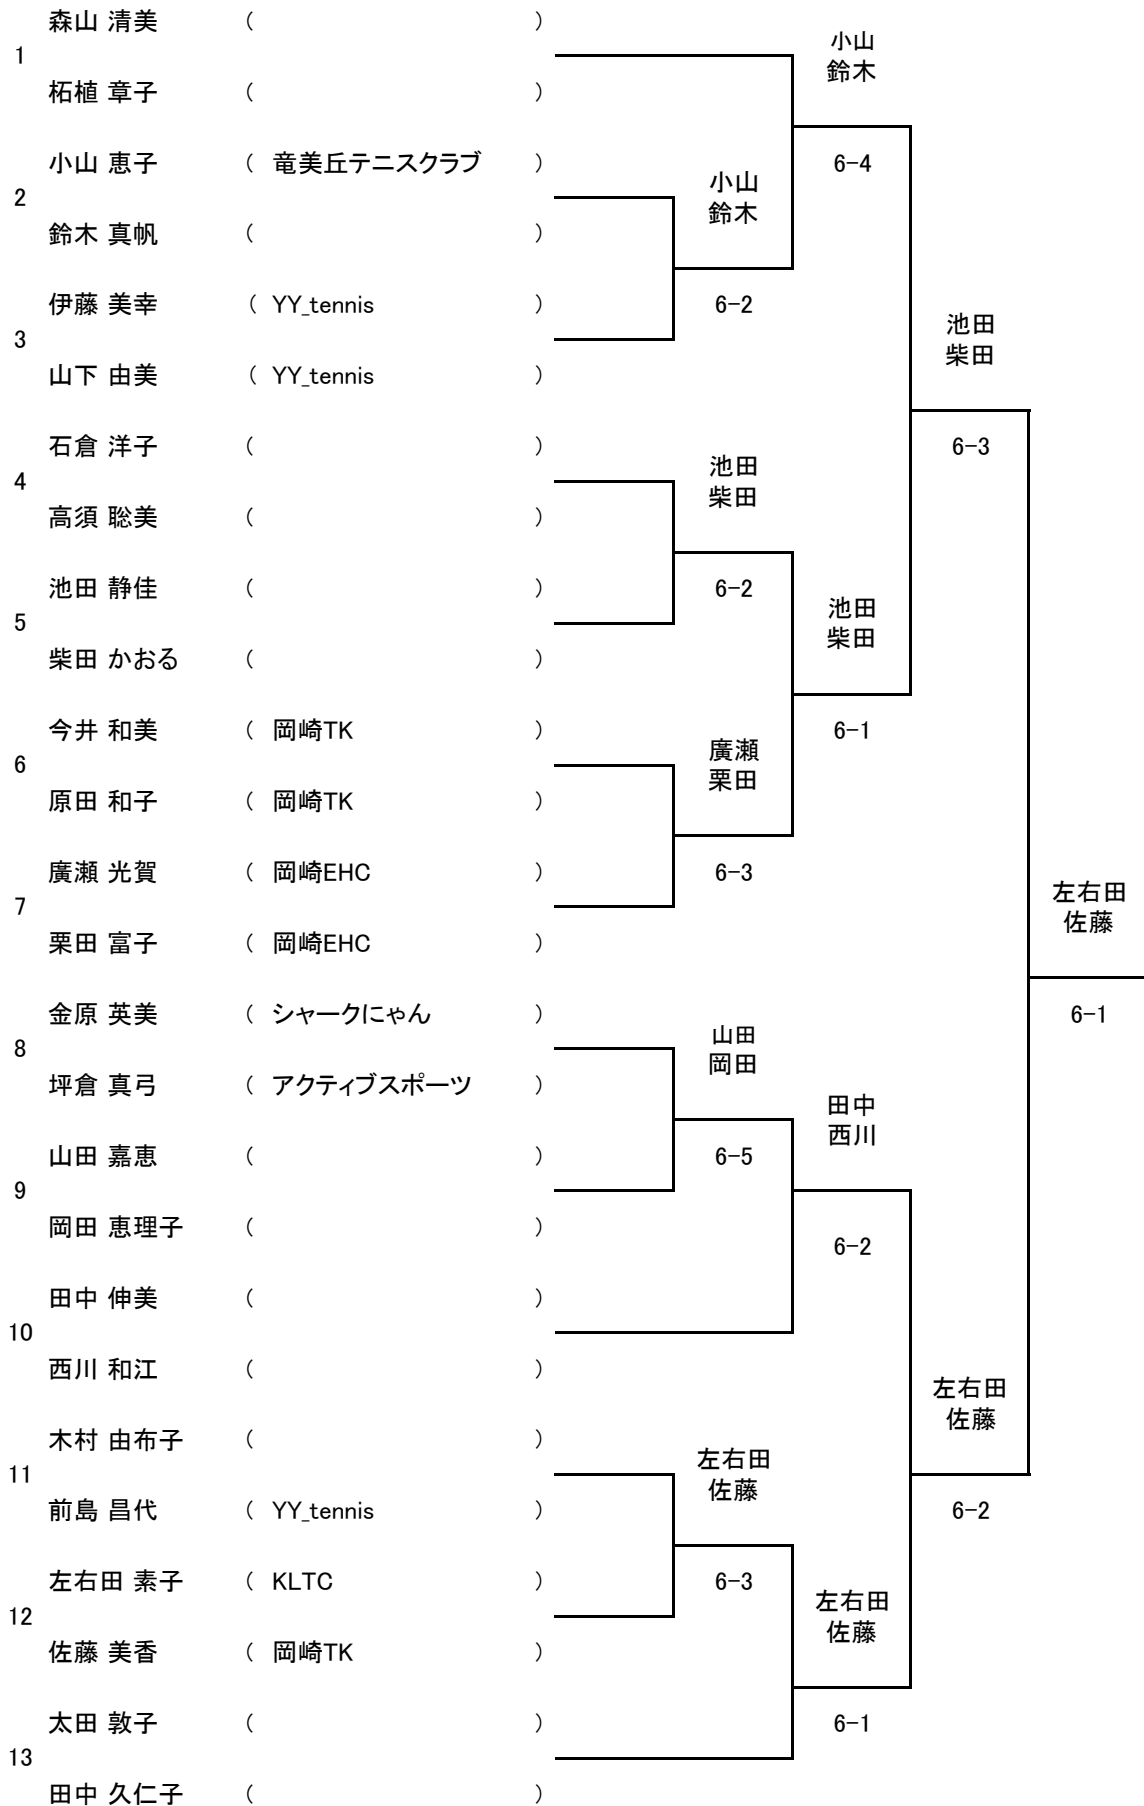 森山 清美 ( )
1
柘植 章子 ( )
小山 恵子 ( 竜美丘テニスクラブ )
2
鈴木 真帆 ( )
伊藤 美幸 ( YY_tennis )
3
山下 由美 ( YY_tennis )
石倉 洋子 ( )
4
高須 聡美 ( )
池田 静佳 ( )
5
柴田 かおる ( )
今井 和美 ( 岡崎TK )
6
原田 和子 ( 岡崎TK )
廣瀬 光賀 ( 岡崎EHC )
7
栗田 富子 ( 岡崎EHC )
金原 英美 ( シャークにゃん )
8
坪倉 真弓 ( アクティブスポーツ )
山田 嘉恵 ( )
9
岡田 恵理子 ( )
田中 伸美 ( )
10
西川 和江 ( )
木村 由布子 ( )
11
前島 昌代 ( YY_tennis )
左右田 素子 ( KLTC )
12
佐藤 美香 ( 岡崎TK )
太田 敦子 ( )
13
田中 久仁子 ( )
小山
鈴木
6-2
池田
柴田
6-2
廣瀬
栗田
6-3
山田
岡田
6-5
左右田
佐藤
6-3
小山
鈴木
6-4
池田
柴田
6-1
田中
西川
6-2
左右田
佐藤
6-1
池田
柴田
6-3
左右田
佐藤
6-2
左右田
佐藤
6-1